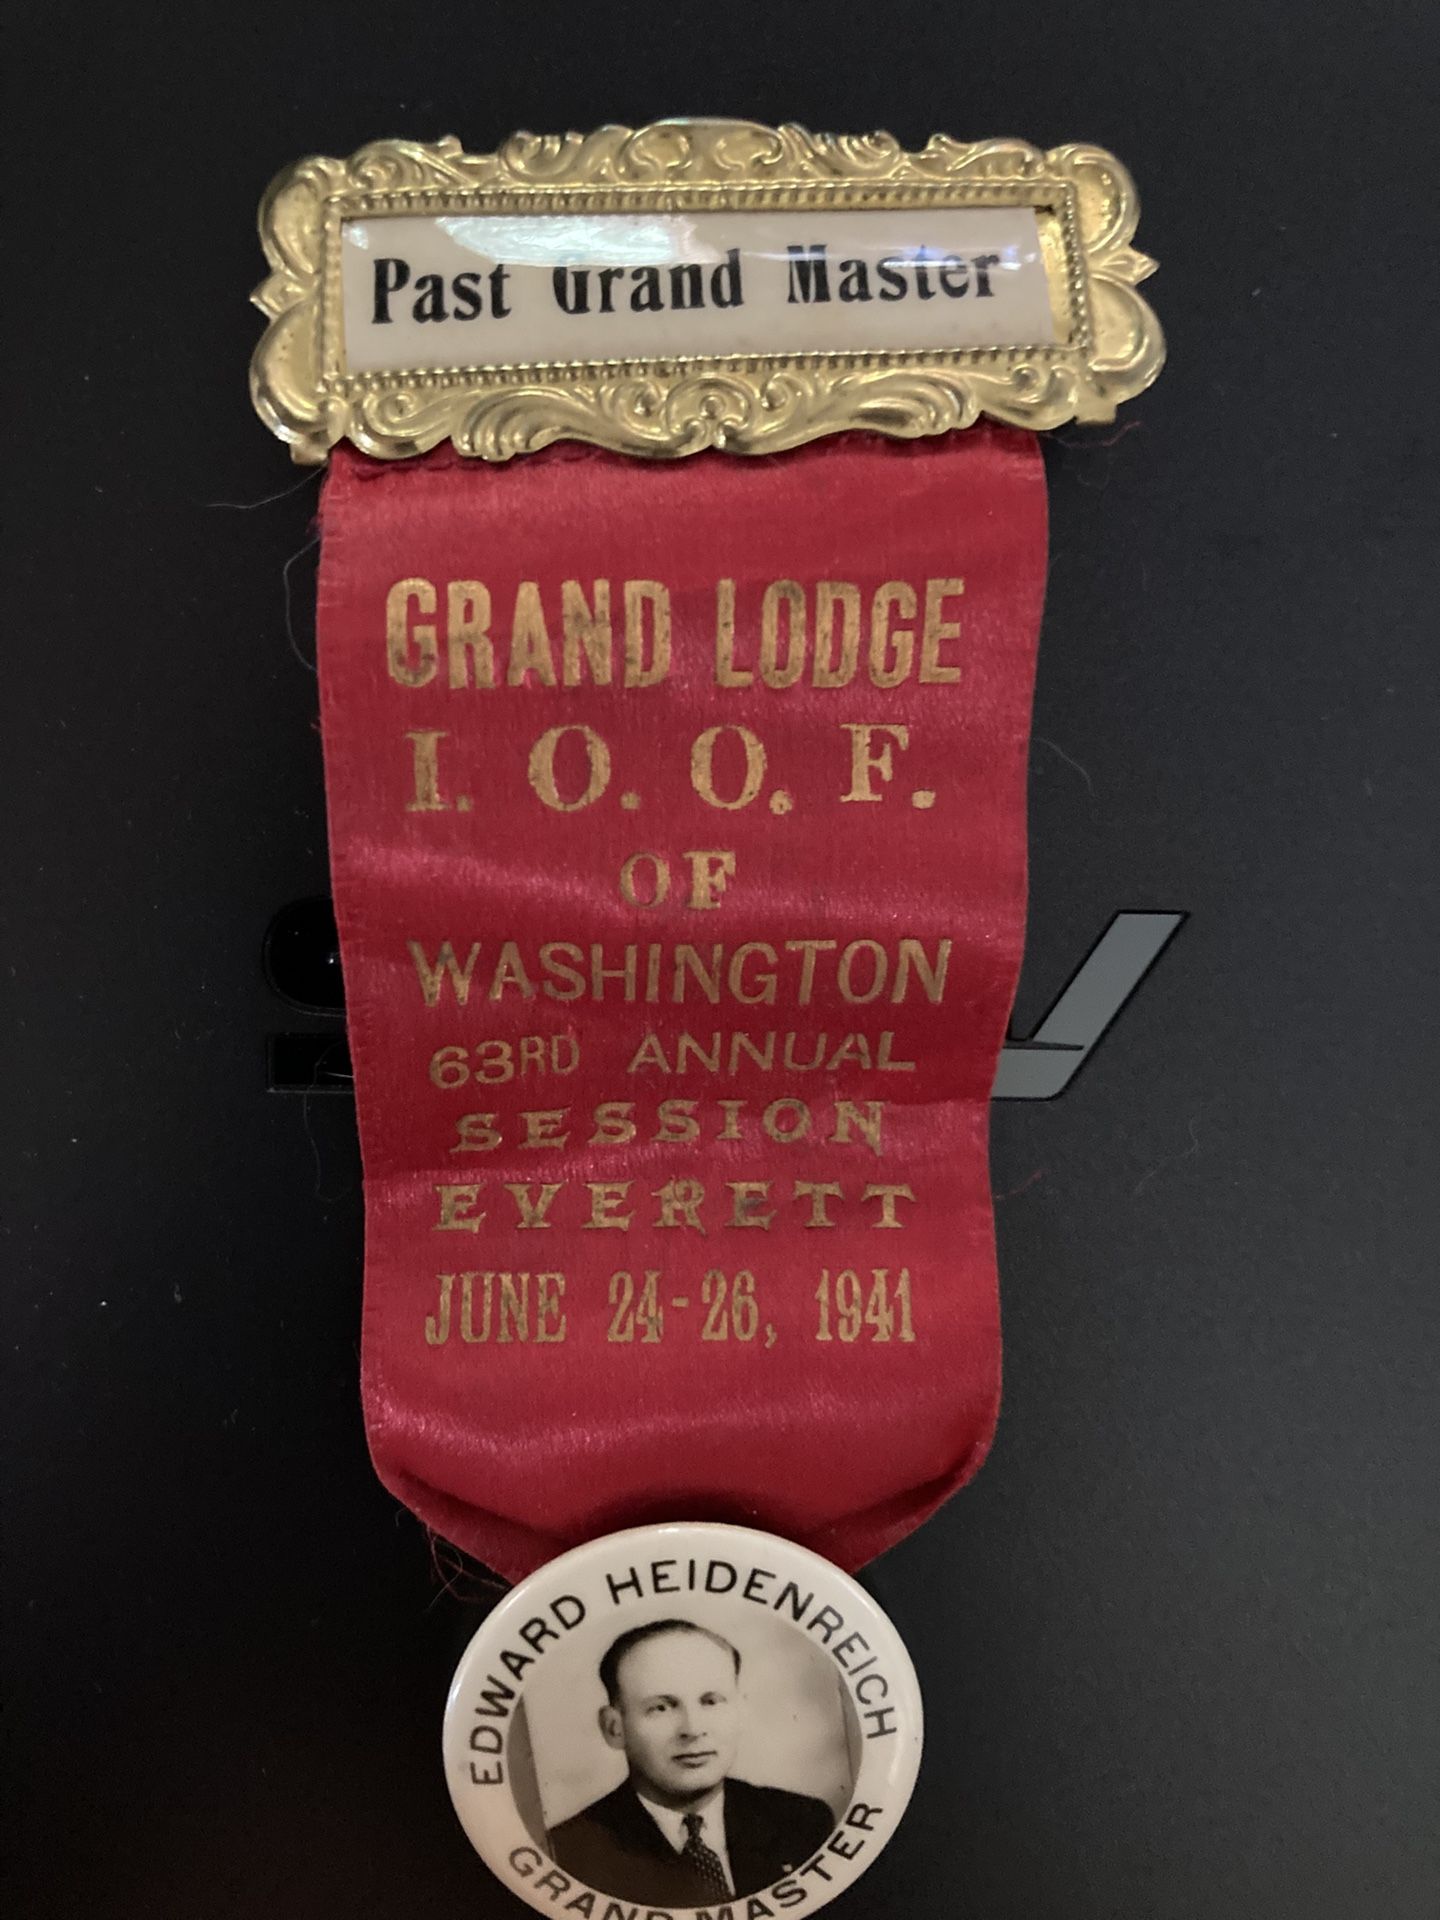 Past Grand Master
GRAND LODGE
I. O. O. F.
OF
WASHINGTON
63RD ANNUAL
SESSION
EVERETT
JUNE 24-26, 1941
EDWARD HEIDENREICH
GRAND MASTER